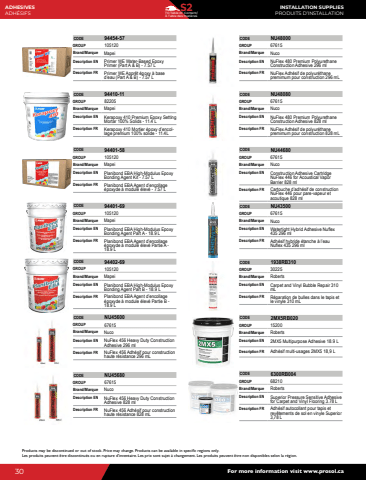 ADHESIVES
ADHÉSIFS
52
INSTALLATION SUPPLIES
PRODUITS D'INSTALLATION
CODE 94454-57
GROUP 100120
Brand/Marque Mapei
Description EN Primer WE Water-Based Epoxy
Primer (Part A & B) - 7.57 L
Description FR Primer WE Apprêt époxy à base
d'eau (Part A & B) - 7.57 L
CODE 94410-11
GROUP 82205
Brand/Marque Mapei
Description EN Kerapoxy 410 Premium Epoxy Setting
Mortar 100% Solids - 11.4 L
Description FR Kerapoxy 410 Mortier époxy d'encol-
lage premium 100% solide - 11.4 L
CODE 94401-58
GROUP 100120
Brand/Marque Mapei
Description EN Planibond EBA High-Modulus Epoxy
Bonding Agent Kit - 7.57 L
Description FR Planibond EBA Agent d'encollage
époxyde à module élevé - 7.57 L
CODE 94401-69
GROUP 100120
Brand/Marque Mapei
Description EN Planibond EBA High-Modulus Epoxy
Bonding Agent Part A - 18.9 L
Description FR Planibond EBA Agent d'encollage
époxyde à module élevé Partie A -
18.9 L
CODE 94402-69
GROUP 100120
Brand/Marque Mapei
Description EN Planibond EBA High-Modulus Epoxy
Bonding Agent Part B - 18.9 L
Description FR Planibond EBA Agent d'encollage
époxyde à module élevé Partie B -
18.9 L
CODE NU45600
GROUP 67615
Brand/Marque Nuco
Description EN NuFlex 456 Heavy Duty Construction
Adhesive 296 ml
Description FR NuFlex 456 Adhésif pour construction
haute résistance 296 mL
CODE NU45680
GROUP 67615
Brand/Marque Nuco
Description EN NuFlex 456 Heavy Duty Construction
Adhesive 828 ml
Description FR NuFlex 456 Adhésif pour construction
haute résistance 828 mL
CODE NU48000
GROUP 67615
Brand/Marque Nuco
Description EN NuFlex 480 Premium Polyurethane
Construction Adhesive 296 ml
Description FR NuFlex Adhésif de polyuréthane
premimum pour construction 296 mL
CODE NU48080
GROUP 67615
Brand/Marque Nuco
Description EN NuFlex 480 Premium Polyurethane
Construction Adhesive 828 ml
Description FR NuFlex Adhésif de polyuréthane
premimum pour construction 828 mL
CODE NU44680
GROUP 67615
Brand/Marque Nuco
Description EN Construction Adhesive Cartridge
NuFlex 446 for Acoustical Vapor
Barrier 828 ml
Description FR Cartouche d'adhésif de construction
NuFlex 446 pour pare-vapeur et
acoustique 828 ml
CODE NU43500
GROUP 67615
Brand/Marque Nuco
Description EN Watertight Hybrid Adhesive Nuflex
435 296 ml
Description FR Adhésif hybride étanche à l'eau
Nuflex 435 296 ml
CODE 1930RB310
GROUP 30225
Brand/Marque Roberts
Description EN Carpet and Vinyl Bubble Repair 310
mL
Description FR Réparation de bulles dans le tapis et
le vinyle 310 mL
2MX5
CODE 2MX5RB020
GROUP 15200
Brand/Marque Roberts
Description EN 2MX5 Multipurpose Adhesive 18.9 L
Description FR Adhésif multi-usages 2MX5 18,9 L
CODE 6300RB004
GROUP 88210
Brand/Marque Roberts
Description EN Superior Pressure Sensitive Adhesive
for Carpet and Vinyl Flooring 3.78 L
Description FR Adhésif autocollant pour tapis et
revêtements de sol en vinyle Superior
3.78 L
Products may be discontinued or out of stock. Price may change. Products can be available in specific regions only.
Les produits peuvent être discontinués ou en rupture d'inventaire. Les prix sont sujet à changement. Les produits peuvent être non disponibles selon la région.
30
For more information visit www.prosol.ca